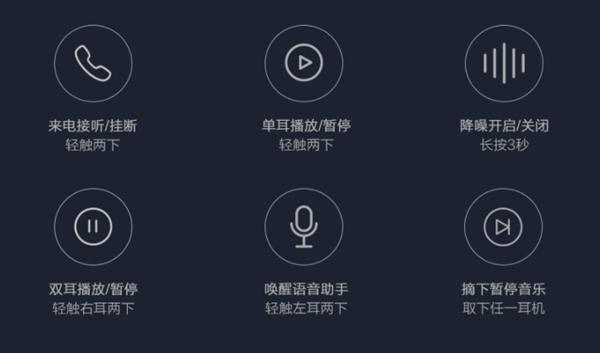 来电接听/挂断
轻触两下
单耳播放/暂停
轻触两下
降噪开启/关闭
长按3秒
双耳播放/暂停
轻触右耳两下
唤醒语音助手
轻触左耳两下
摘下暂停音乐
取下任一耳机